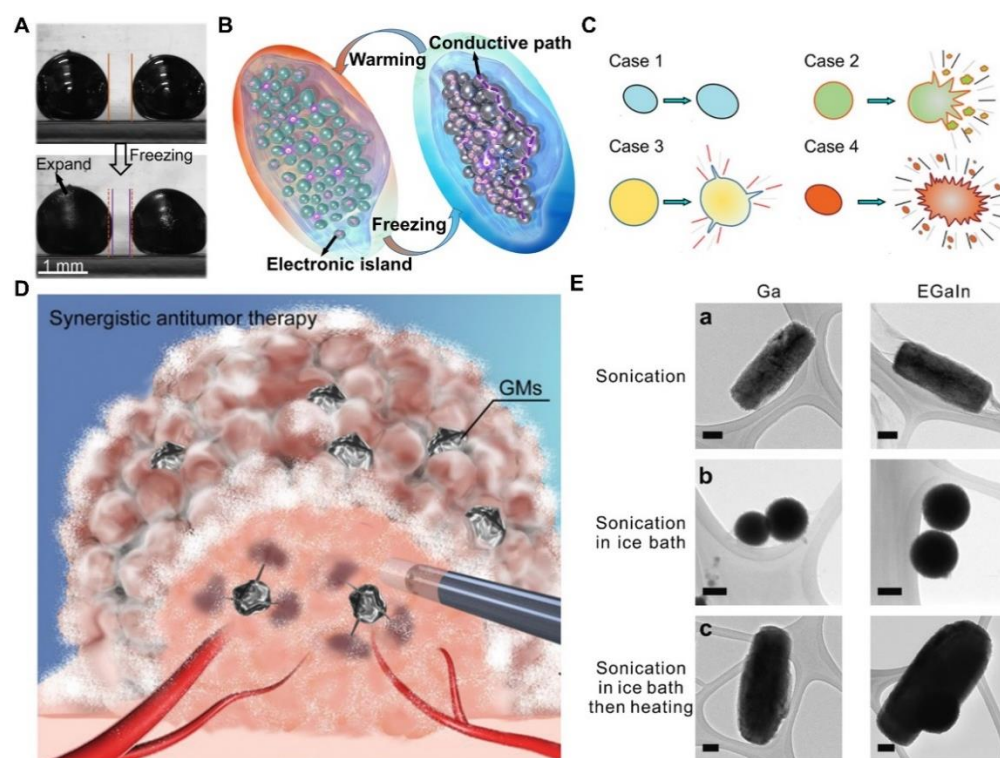 A
Freezing
Expand
1 mm
B
Warming
Conductive path
Freezing
Electronic island
C
Case 1
Case 2
Case 3
Case 4
D
Synergistic antitumor therapy
GMs
E
Ga
EGaIn
a
Sonication
b
Sonication
in ice bath
c
Sonication
in ice bath
then heating